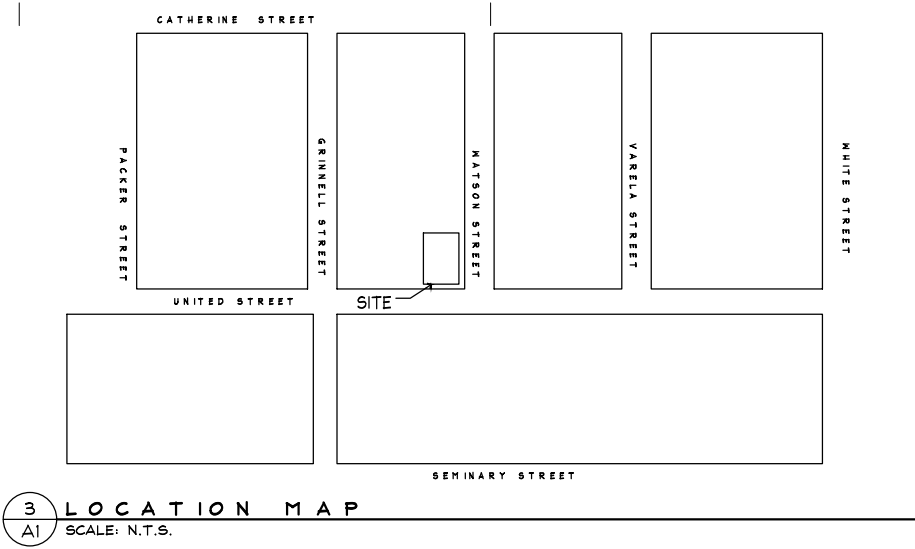 CATHERINE STREET
PACKER STREET
GRINNELL STREET
WATSON STREET
VARELA STREET
WHITE STREET
UNITED STREET
SITE
SEMINARY STREET
3
A1
LOCATION MAP
SCALE: N.T.S.